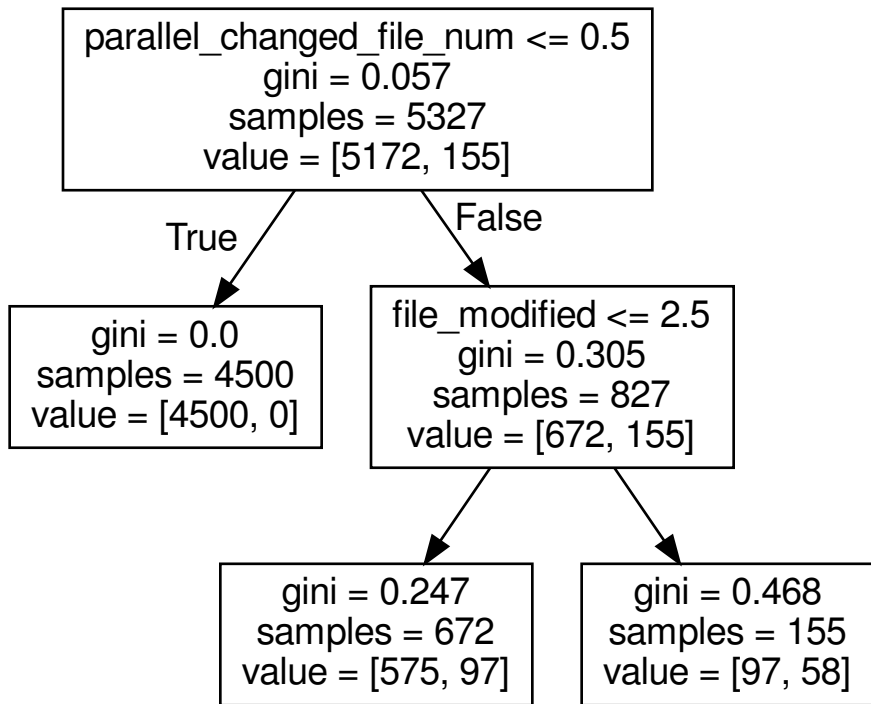 parallel_changed_file_num <= 0.5
gini = 0.057
samples = 5327
value = [5172, 155]
True
False
gini = 0.0
samples = 4500
value = [4500, 0]
file_modified <= 2.5
gini = 0.305
samples = 827
value = [672, 155]
gini = 0.247
samples = 672
value = [575, 97]
gini = 0.468
samples = 155
value = [97, 58]